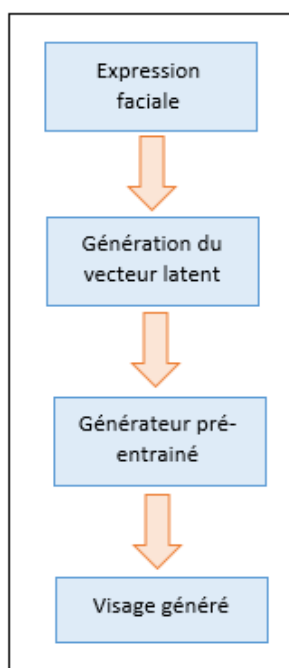 Expression
faciale
Génération du
vecteur latent
Générateur pré-
entrainé
Visage généré